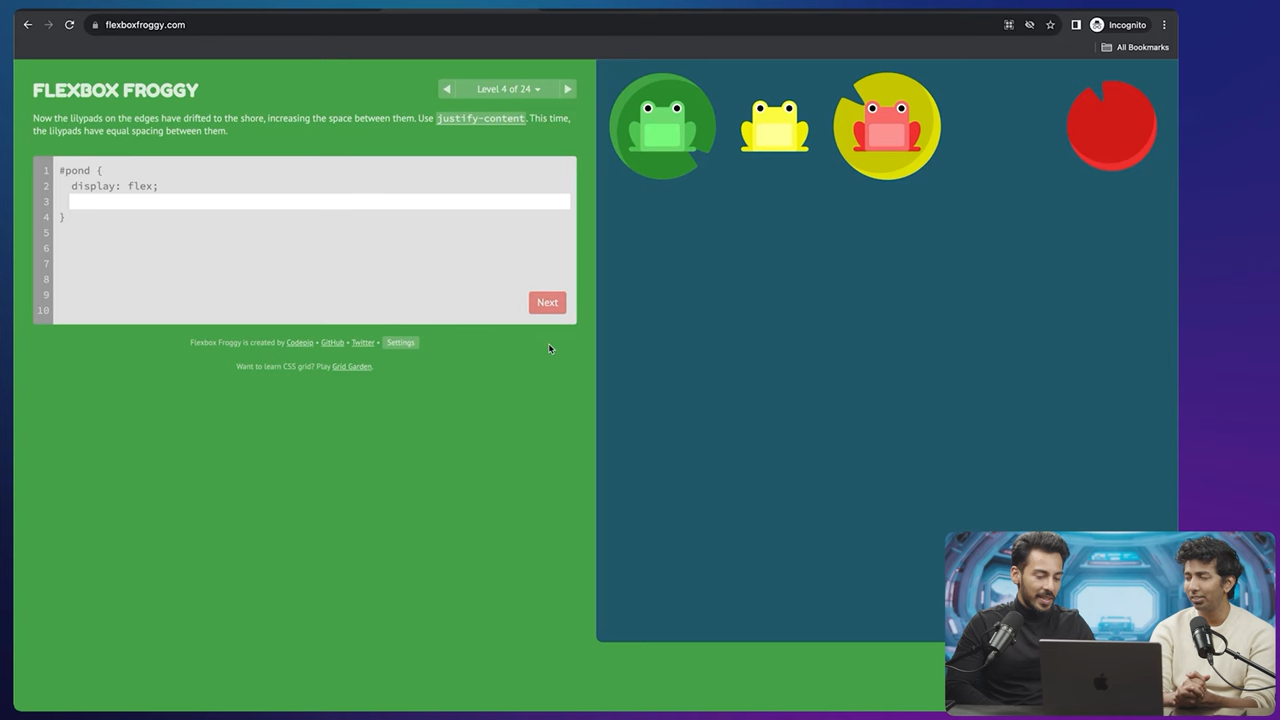 flexboxfroggy.com
Incognito
All Bookmarks
FLEXBOX FROGGY
Level 4 of 24
Now the lilypads on the edges have drifted to the shore, increasing the space between them. Use justify-content. This time,
the lilypads have equal spacing between them.
1 #pond {
2 display: flex;
3
4 }
5
6
7
8
9
10
Next
Flexbox Froggy is created by Codepip • GitHub • Twitter • Settings
Want to learn CSS grid? Play Grid Garden.